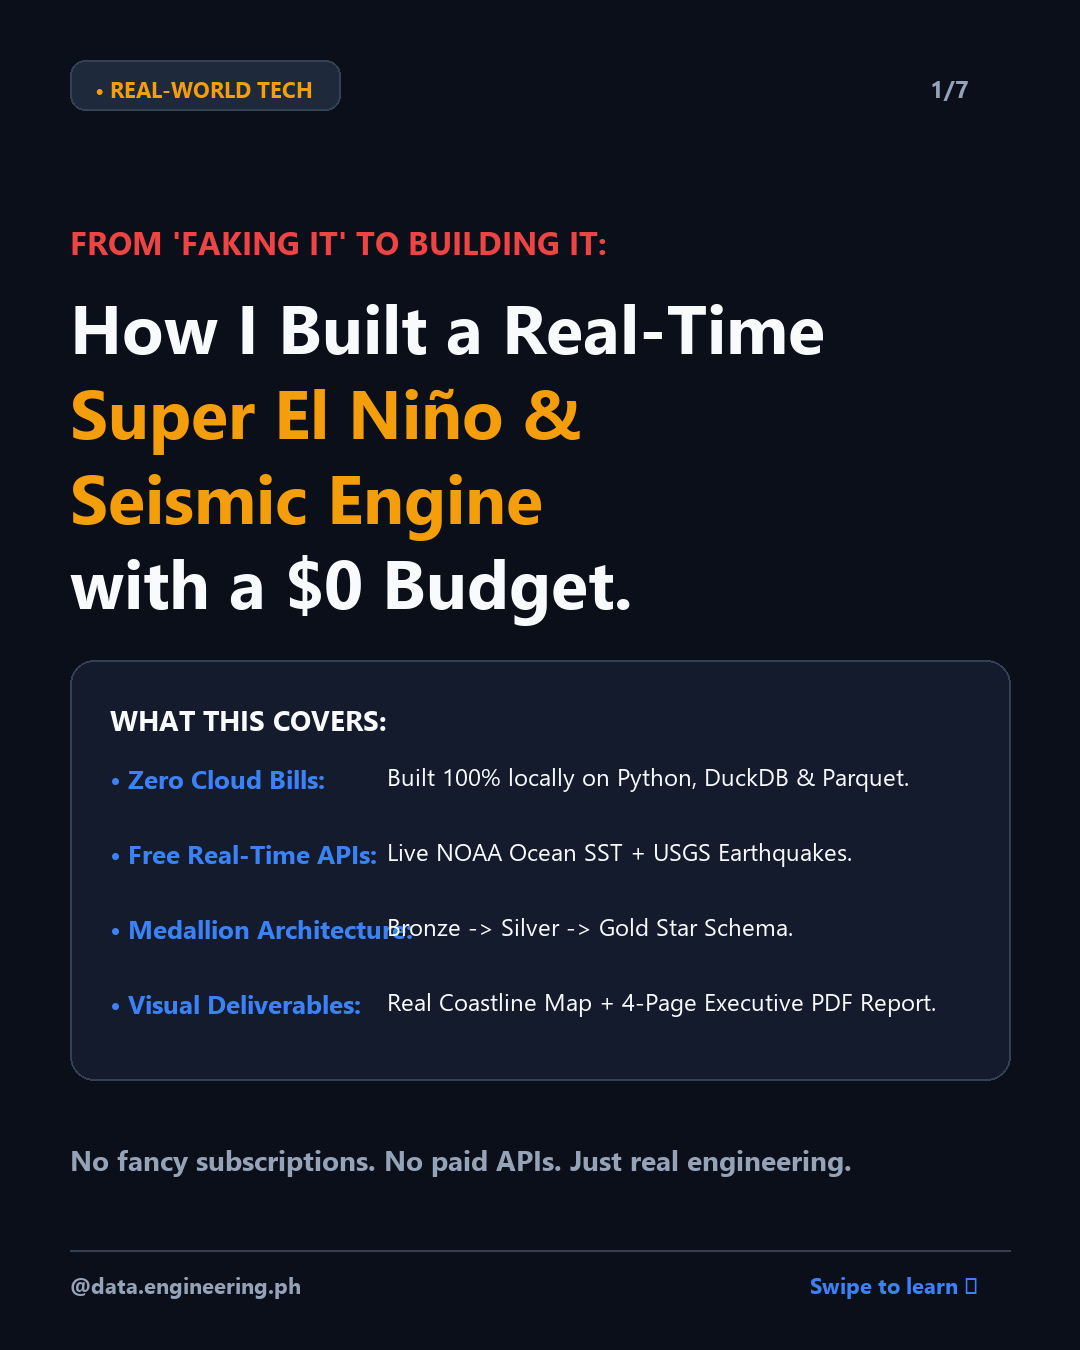 • REAL-WORLD TECH
1/7
FROM 'FAKING IT' TO BUILDING IT:
How I Built a Real-Time
Super El Niño &
Seismic Engine
with a $0 Budget.
WHAT THIS COVERS:
• Zero Cloud Bills: Built 100% locally on Python, DuckDB & Parquet.
• Free Real-Time APIs: Live NOAA Ocean SST + USGS Earthquakes.
• Medallion Architecture: Bronze -> Silver -> Gold Star Schema.
• Visual Deliverables: Real Coastline Map + 4-Page Executive PDF Report.
No fancy subscriptions. No paid APIs. Just real engineering.
@data.engineering.ph
Swipe to learn